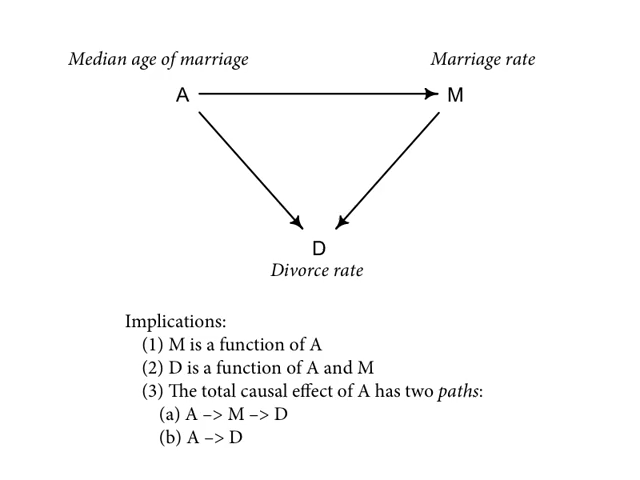 Median age of marriage
Marriage rate
A
M
D
Divorce rate
Implications:
(1) M is a function of A
(2) D is a function of A and M
(3) The total causal effect of A has two paths:
(a) A –> M –> D
(b) A –> D